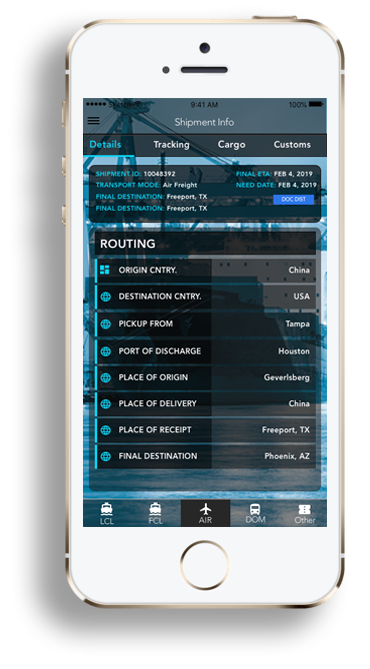 9:41 AM 100%
Shipment Info
Details Tracking Cargo Customs
SHIPMENT ID: 10048392 FINAL ETA: FEB 4, 2019
TRANSPORT MODE: Air Freight NEED DATE: FEB 4, 2019
FINAL DESTINATION: Freeport, TX DOC DIST
FINAL DESTINATION: Freeport, TX
ROUTING
ORIGIN CNTRY. China
DESTINATION CNTRY. USA
PICKUP FROM Tampa
PORT OF DISCHARGE Houston
PLACE OF ORIGIN Geverlsberg
PLACE OF DELIVERY China
PLACE OF RECEIPT Freeport, TX
FINAL DESTINATION Phoenix, AZ
LCL FCL AIR DOM Other